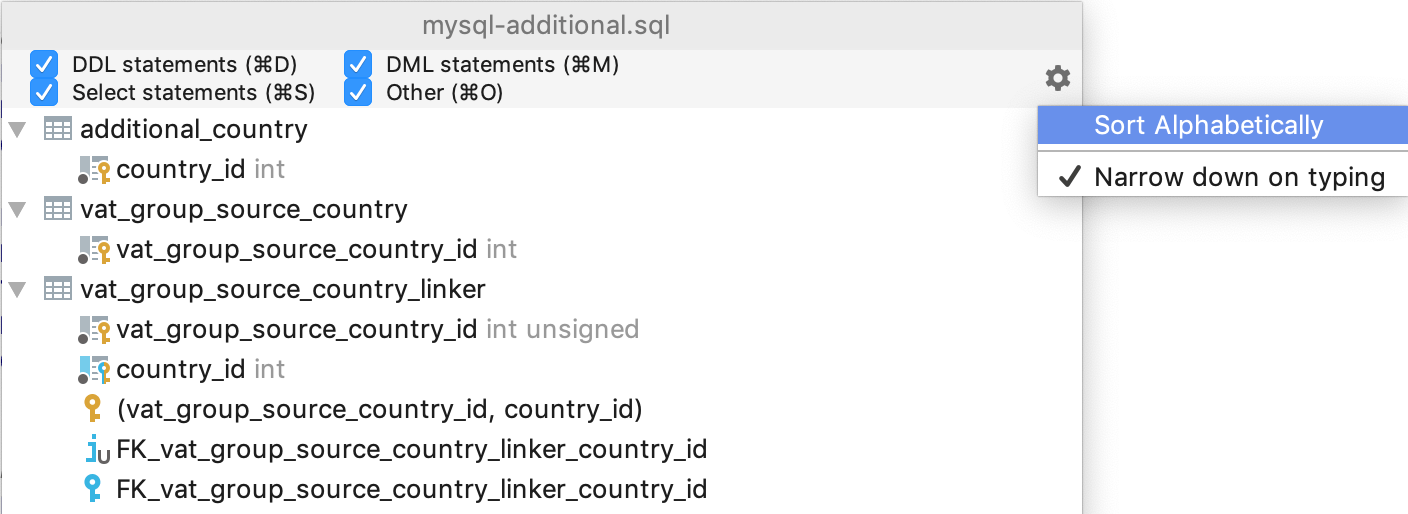 mysql-additional.sql
DDL statements (⌘D) DML statements (⌘M)
Select statements (⌘S) Other (⌘O)
Sort Alphabetically
Narrow down on typing
additional_country
country_id int
vat_group_source_country
vat_group_source_country_id int
vat_group_source_country_linker
vat_group_source_country_id int unsigned
country_id int
(vat_group_source_country_id, country_id)
FK_vat_group_source_country_linker_country_id
FK_vat_group_source_country_linker_country_id